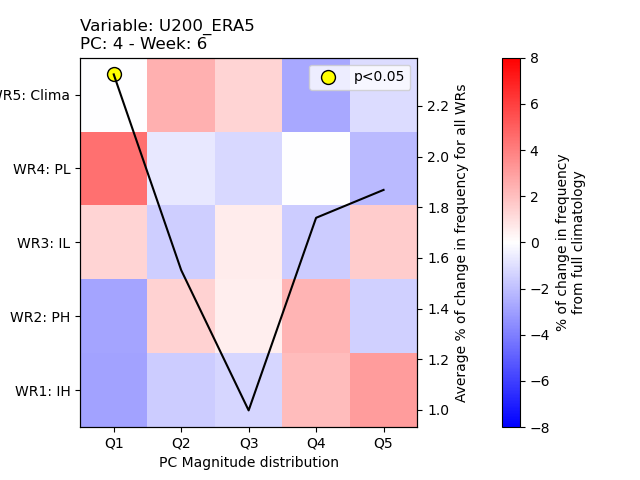 Variable: U200_ERA5
PC: 4 - Week: 6
p<0.05
WR5: Clima
WR4: PL
WR3: IL
WR2: PH
WR1: IH
Q1 Q2 Q3 Q4 Q5
PC Magnitude distribution
2.2
2.0
1.8
1.6
1.4
1.2
1.0
Average % of change in frequency for all WRs
8
6
4
2
0
−2
−4
−6
−8
% of change in frequency
from full climatology